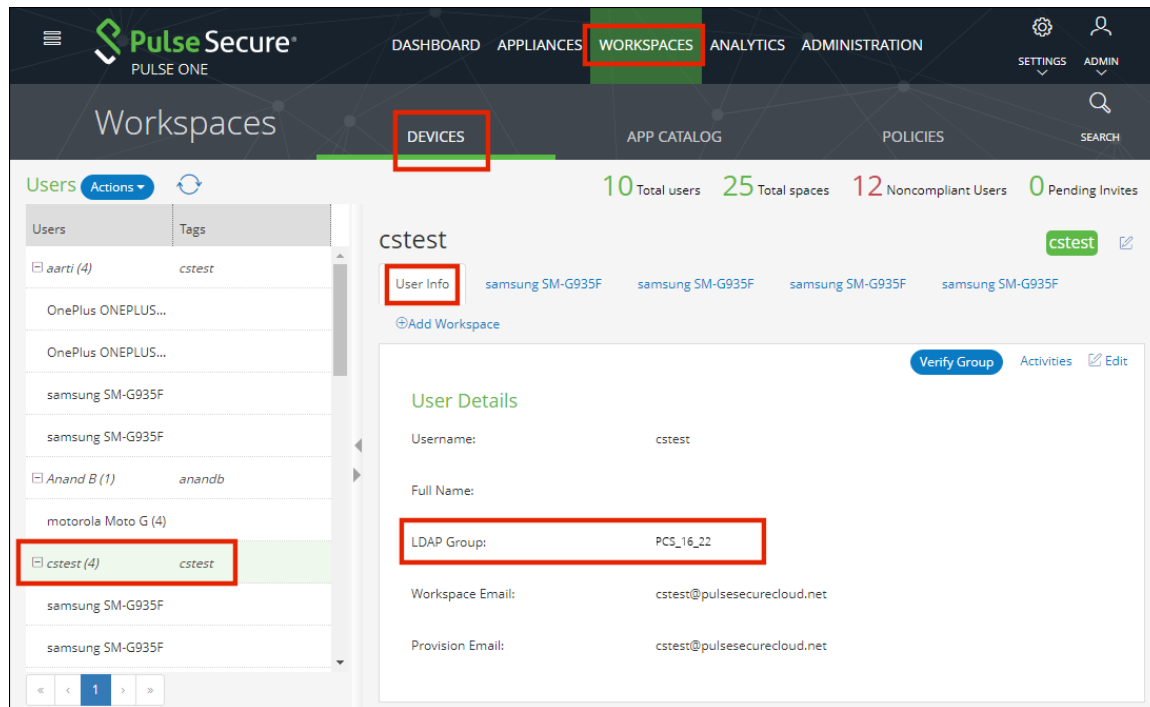 Pulse Secure®
PULSE ONE
DASHBOARD APPLIANCES WORKSPACES ANALYTICS ADMINISTRATION
SETTINGS ADMIN
Workspaces
DEVICES APP CATALOG POLICIES
SEARCH
Users Actions
10 Total users 25 Total spaces 12 Noncompliant Users 0 Pending Invites
Users Tags
aarti (4) cstest
OnePlus ONEPLUS...
OnePlus ONEPLUS...
samsung SM-G935F
samsung SM-G935F
Anand B (1) anandb
motorola Moto G (4)
cstest (4) cstest
samsung SM-G935F
samsung SM-G935F
« ‹ 1 › »
cstest cstest
User Info samsung SM-G935F samsung SM-G935F samsung SM-G935F samsung SM-G935F
Add Workspace
Verify Group Activities Edit
User Details
Username: cstest
Full Name:
LDAP Group: PCS_16_22
Workspace Email: cstest@pulsesecurecloud.net
Provision Email: cstest@pulsesecurecloud.net